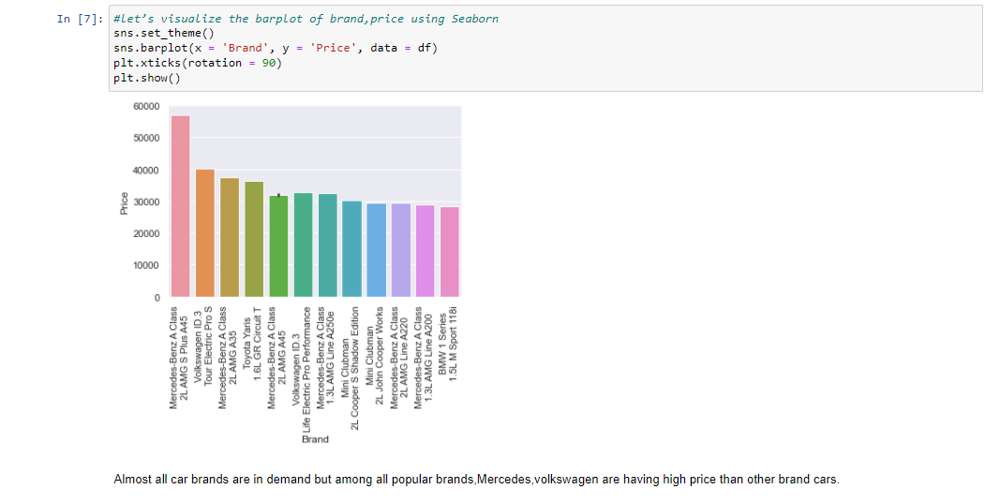 In [7]: #let's visualize the barplot of brand,price using Seaborn
sns.set_theme()
sns.barplot(x = 'Brand', y = 'Price', data = df)
plt.xticks(rotation = 90)
plt.show()
60000
50000
40000
30000
20000
10000
0
Price
Mercedes-Benz A Class
2L AMG S Plus A45
Volkswagen ID.3
Tour Electric Pro S
Mercedes-Benz A Class
2L AMG A35
Toyota Yaris
1.6L GR Circuit T
Mercedes-Benz A Class
2L AMG A45
Volkswagen ID.3
Life Electric Pro Performance
Mercedes-Benz A Class
1.3L AMG Line A250e
Mini Clubman
2L Cooper S Shadow Edition
Mini Clubman
2L John Cooper Works
Mercedes-Benz A Class
2L AMG Line A220
Mercedes-Benz A Class
1.3L AMG Line A200
BMW 1 Series
1.5L M Sport 118i
Brand
Almost all car brands are in demand but among all popular brands,Mercedes,volkswagen are having high price than other brand cars.